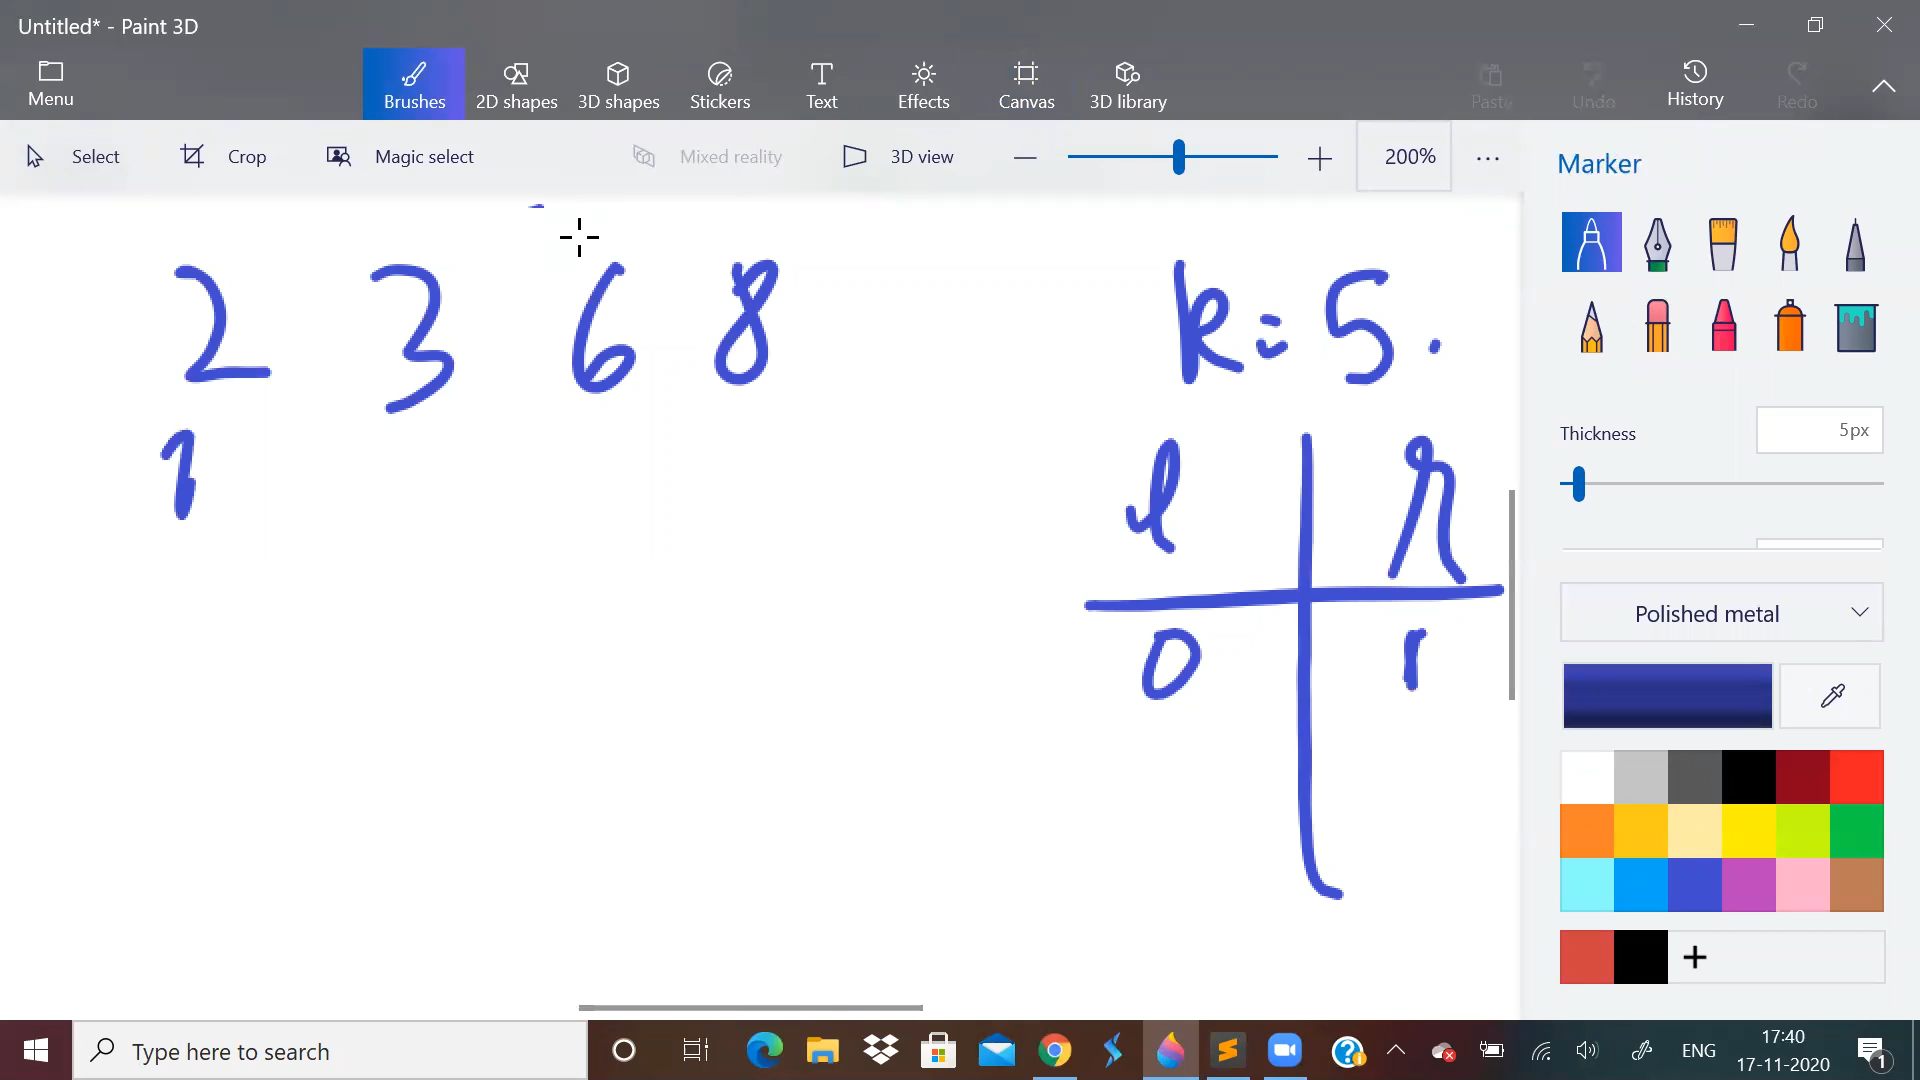 Untitled* - Paint 3D
Menu
Brushes
2D shapes
3D shapes
Stickers
Text
Effects
Canvas
3D library
Paste
Undo
History
Redo
Select
Crop
Magic select
Mixed reality
3D view
200%
Marker
2 3 6 8
k = 5.
1
l r
0 1
Thickness
5px
Polished metal
Type here to search
ENG
17:40
17-11-2020
1